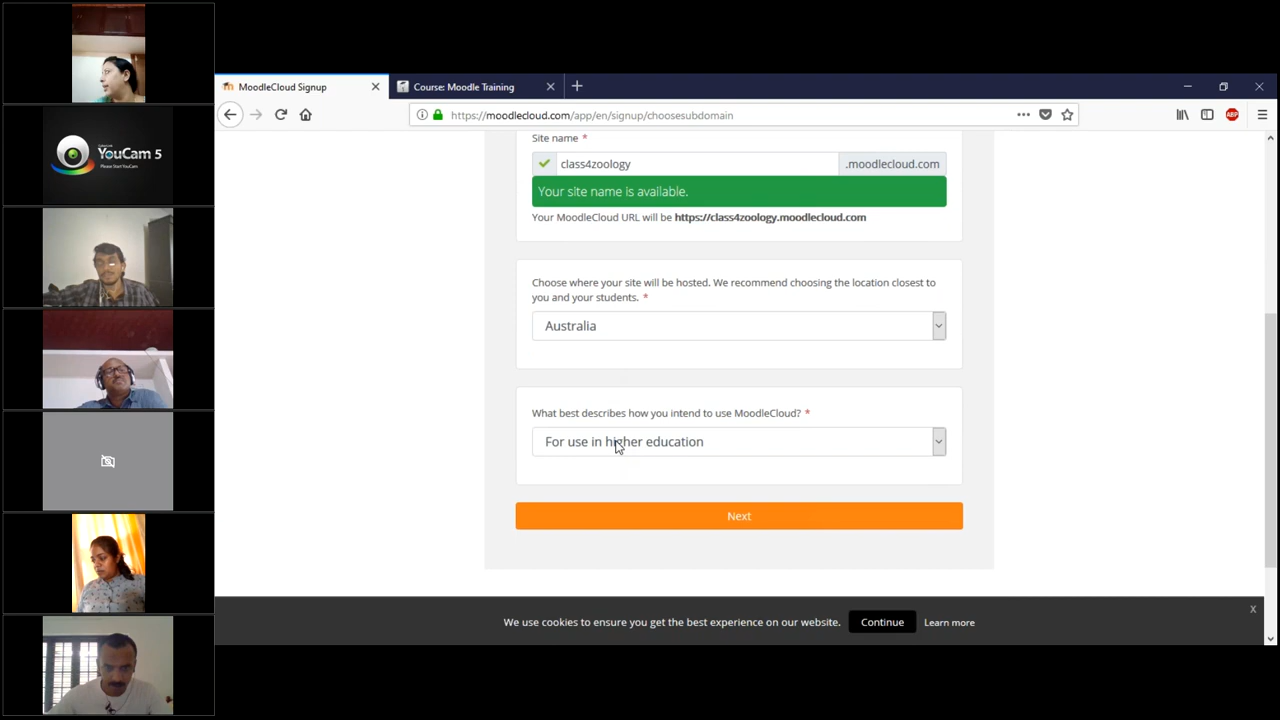 YouCam 5
Please Start YouCam
MoodleCloud Signup
Course: Moodle Training
https://moodlecloud.com/app/en/signup/choosesubdomain
ABP
Site name *
class4zoology .moodlecloud.com
Your site name is available.
Your MoodleCloud URL will be https://class4zoology.moodlecloud.com
Choose where your site will be hosted. We recommend choosing the location closest to
you and your students. *
Australia
What best describes how you intend to use MoodleCloud? *
For use in higher education
Next
We use cookies to ensure you get the best experience on our website. Continue Learn more
x